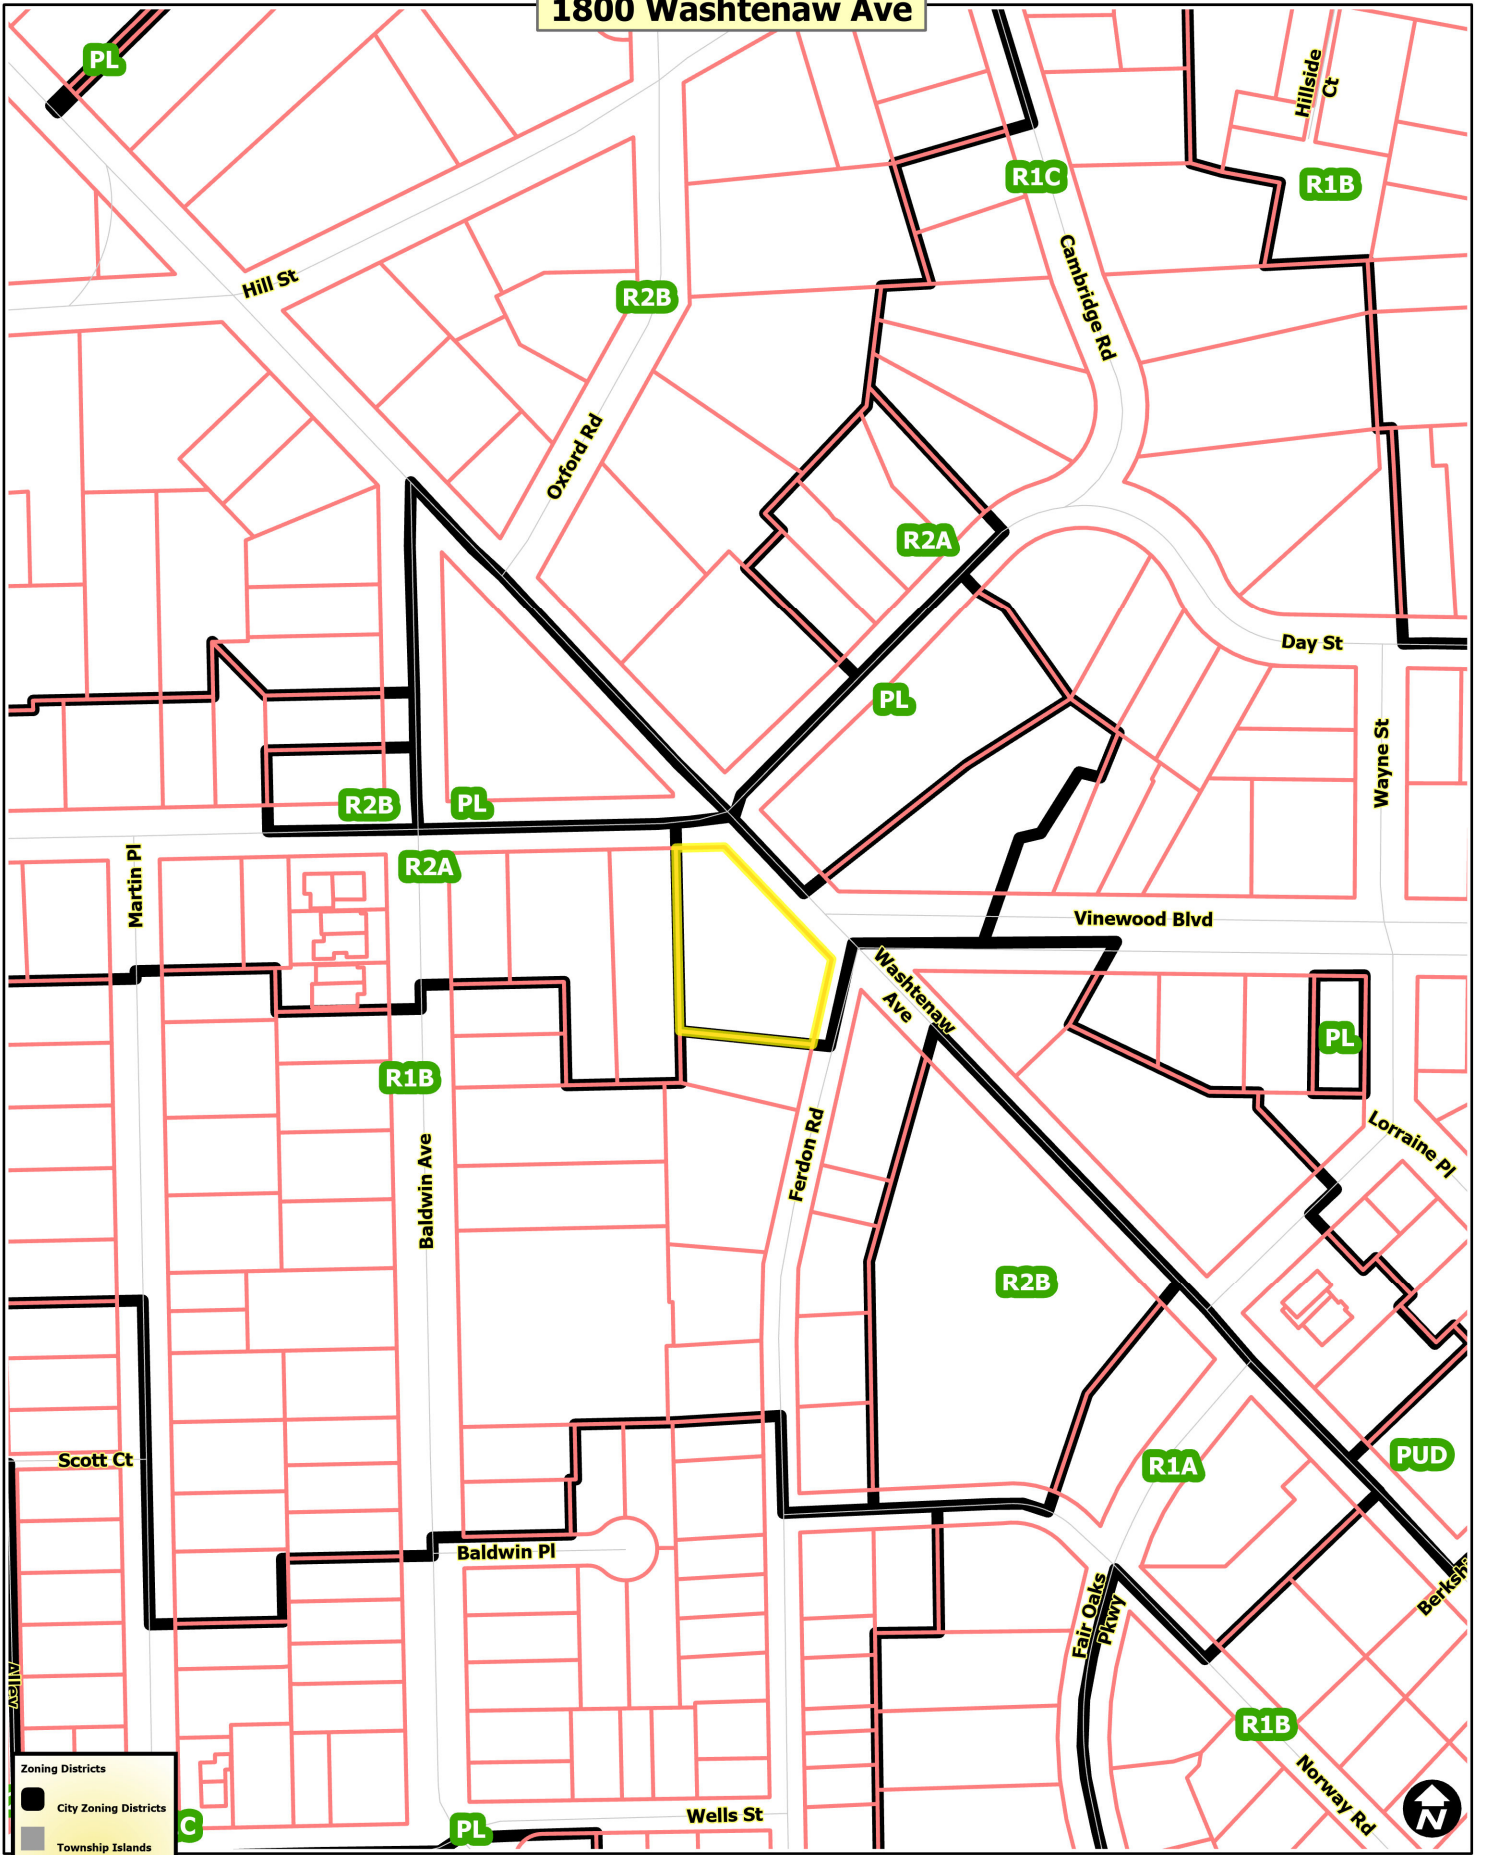 1800 Washtenaw Ave
PL
Hillside
Ct
R1C
R1B
Hill St
R2B
Cambridge Rd
Oxford Rd
R2A
Day St
PL
Wayne St
R2B
PL
Martin Pl
R2A
Vinewood Blvd
Washtenaw
Ave
PL
R1B
Lorraine Pl
Ferdon Rd
Baldwin Ave
R2B
Scott Ct
R1A
PUD
Baldwin Pl
Fair Oaks
Pkwy
Berksh
Alley
R1B
Norway Rd
Zoning Districts
City Zoning Districts
Township Islands
C
PL
Wells St
N